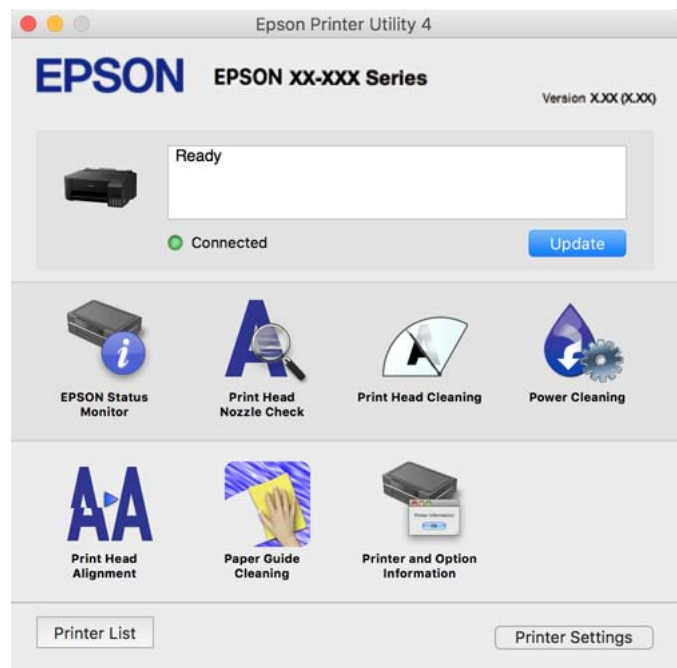 Epson Printer Utility 4
EPSON
EPSON XX-XXX Series
Version X.XX (X.XX)
Ready
Connected
Update
EPSON Status
Monitor
Print Head
Nozzle Check
Print Head Cleaning
Power Cleaning
Print Head
Alignment
Paper Guide
Cleaning
Printer and Option
Information
Printer List
Printer Settings